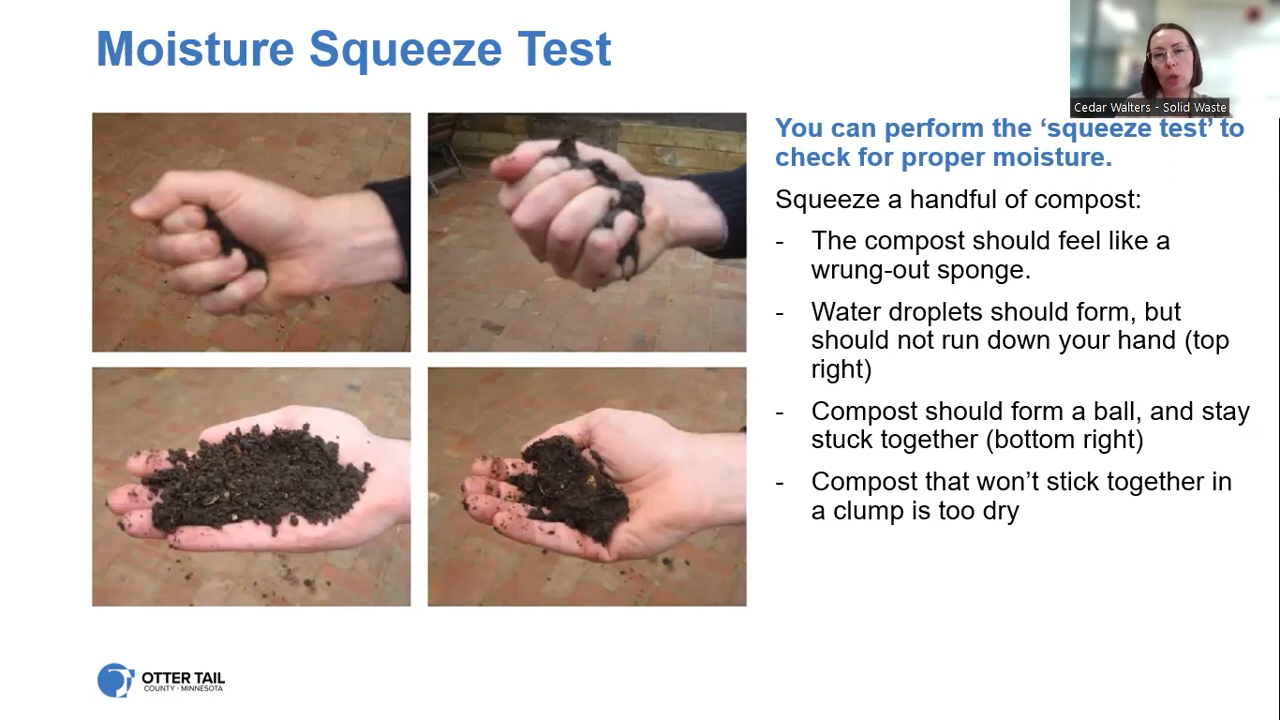 Moisture Squeeze Test
Cedar Walters - Solid Waste
You can perform the ‘squeeze test’ to
check for proper moisture.
Squeeze a handful of compost:
- The compost should feel like a
wrung-out sponge.
- Water droplets should form, but
should not run down your hand (top
right)
- Compost should form a ball, and stay
stuck together (bottom right)
- Compost that won’t stick together in
a clump is too dry
OTTER TAIL
COUNTY · MINNESOTA